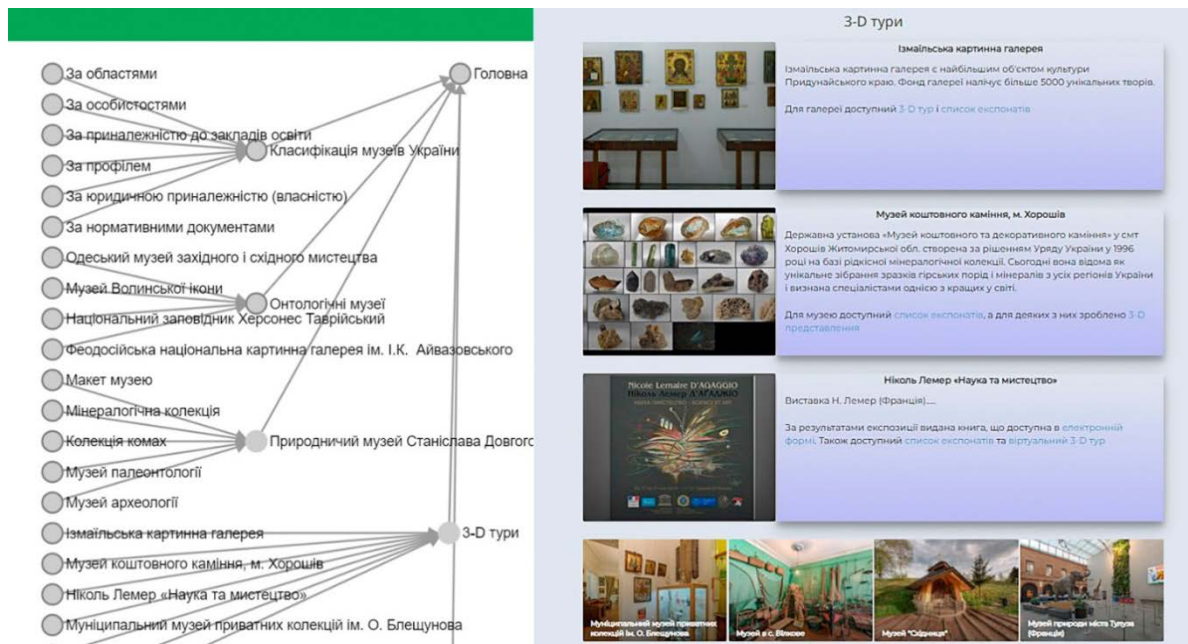 За областями
Головна
За особистостями
За приналежністю до закладів освіти
Класифікація музеїв України
За профілем
За юридичною приналежністю (власністю)
За нормативними документами
Одеський музей західного і східного мистецтва
Музей Волинської ікони
Онтологічні музеї
Національний заповідник Херсонес Таврійський
Феодосійська національна картинна галерея ім. І.К. Айвазовського
Макет музею
Мінералогічна колекція
Колекція комах
Природничий музей Станіслава Довгого
Музей палеонтології
Музей археології
Ізмаїльська картинна галерея
3-D тури
Музей коштовного каміння, м. Хорошів
Ніколь Лемер «Наука та мистецтво»
Муніципальний музей приватних колекцій ім. О. Блещунова
3-D тури
Ізмаїльська картинна галерея
Ізмаїльська картинна галерея є найбільшим об'єктом культури
Придунайського краю. Фонд галереї налічує більше 5000 унікальних творів.
Для галереї доступний 3-D тур і список експонатів
Музей коштовного каміння, м. Хорошів
Державна установа «Музей коштовного та декоративного каміння» у смт
Хорошів Житомирської обл. створена за рішенням Уряду України у 1996
році на базі рідкісної мінералогічної колекції. Сьогодні вона відома як
унікальне зібрання зразків гірських порід і мінералів з усіх регіонів України
і визнана спеціалістами однією з кращих у світі.
Для музею доступний список експонатів, а для деяких з них зроблено 3-D
представлення
Nicole Lemaire D'AGAGGIO
Ніколь Лемер Д'АГАДЖІО
Ніколь Лемер «Наука та мистецтво»
Виставка Н. Лемер (Франція)....
За результатами експозиції видана книга, що доступна в електронній
формі. Також доступний список експонатів та віртуальний 3-D тур
Муніципальний музей приватних
колекцій ім. О. Блещунова
Музей в с. Вілкове
Музей "Східниця"
Музей природи міста Тулуза
(Франція)